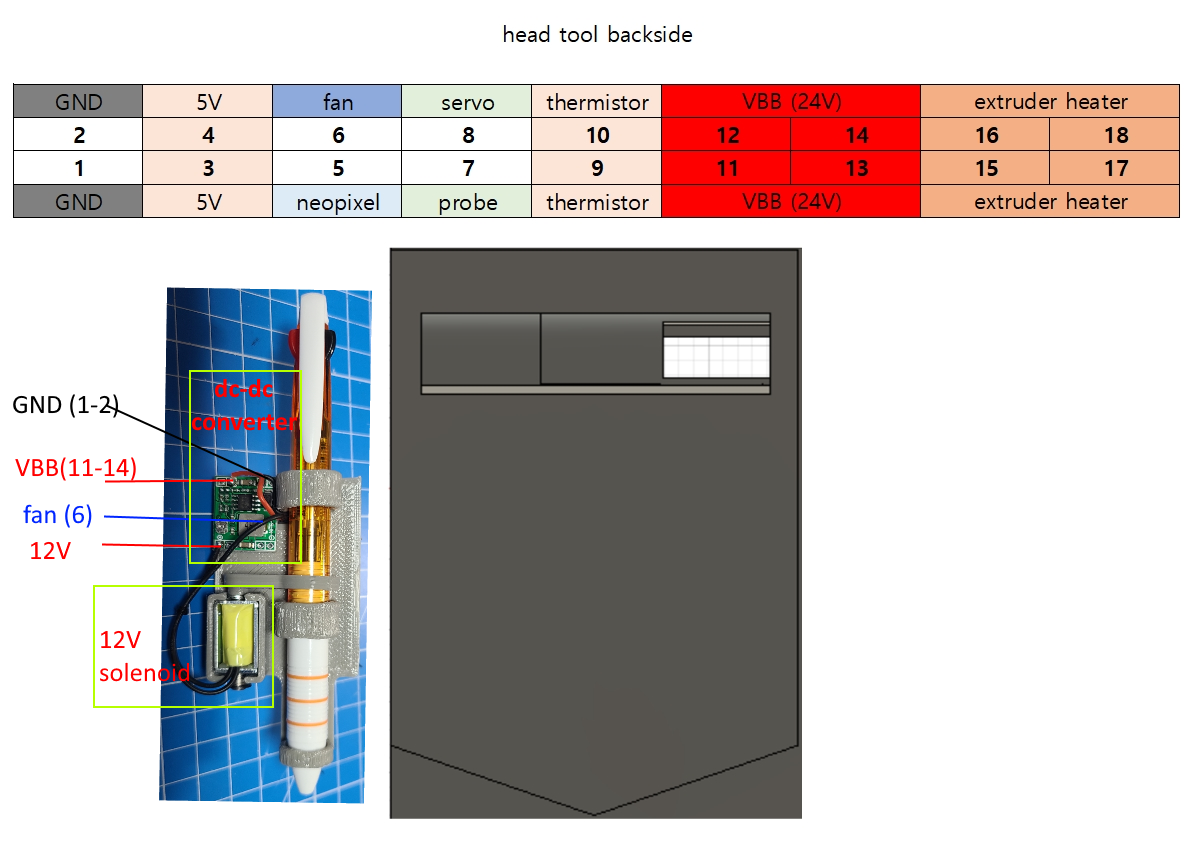 head tool backside
GND 5V fan servo thermistor VBB (24V) extruder heater
2 4 6 8 10 12 14 16 18
1 3 5 7 9 11 13 15 17
GND 5V neopixel probe thermistor VBB (24V) extruder heater
dc-dc
converter
GND (1-2)
VBB(11-14)
fan (6)
12V
12V
solenoid